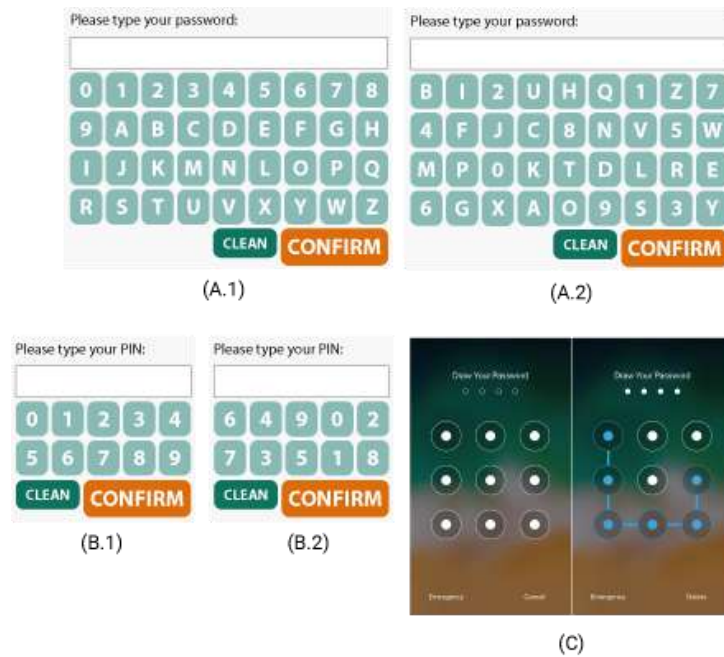 Please type your password:
0 1 2 3 4 5 6 7 8
9 A B C D E F G H
I J K M N L O P Q
R S T U V X Y W Z
CLEAN CONFIRM
(A.1)
Please type your password:
B I 2 U H Q 1 Z 7
4 F J C 8 N V 5 W
M P 0 K T D L R E
6 G X A O 9 S 3 Y
CLEAN CONFIRM
(A.2)
Please type your PIN:
0 1 2 3 4
5 6 7 8 9
CLEAN CONFIRM
(B.1)
Please type your PIN:
6 4 9 0 2
7 3 5 1 8
CLEAN CONFIRM
(B.2)
Draw Your Password
Emergency Cancel
Draw Your Password
Emergency
(C)